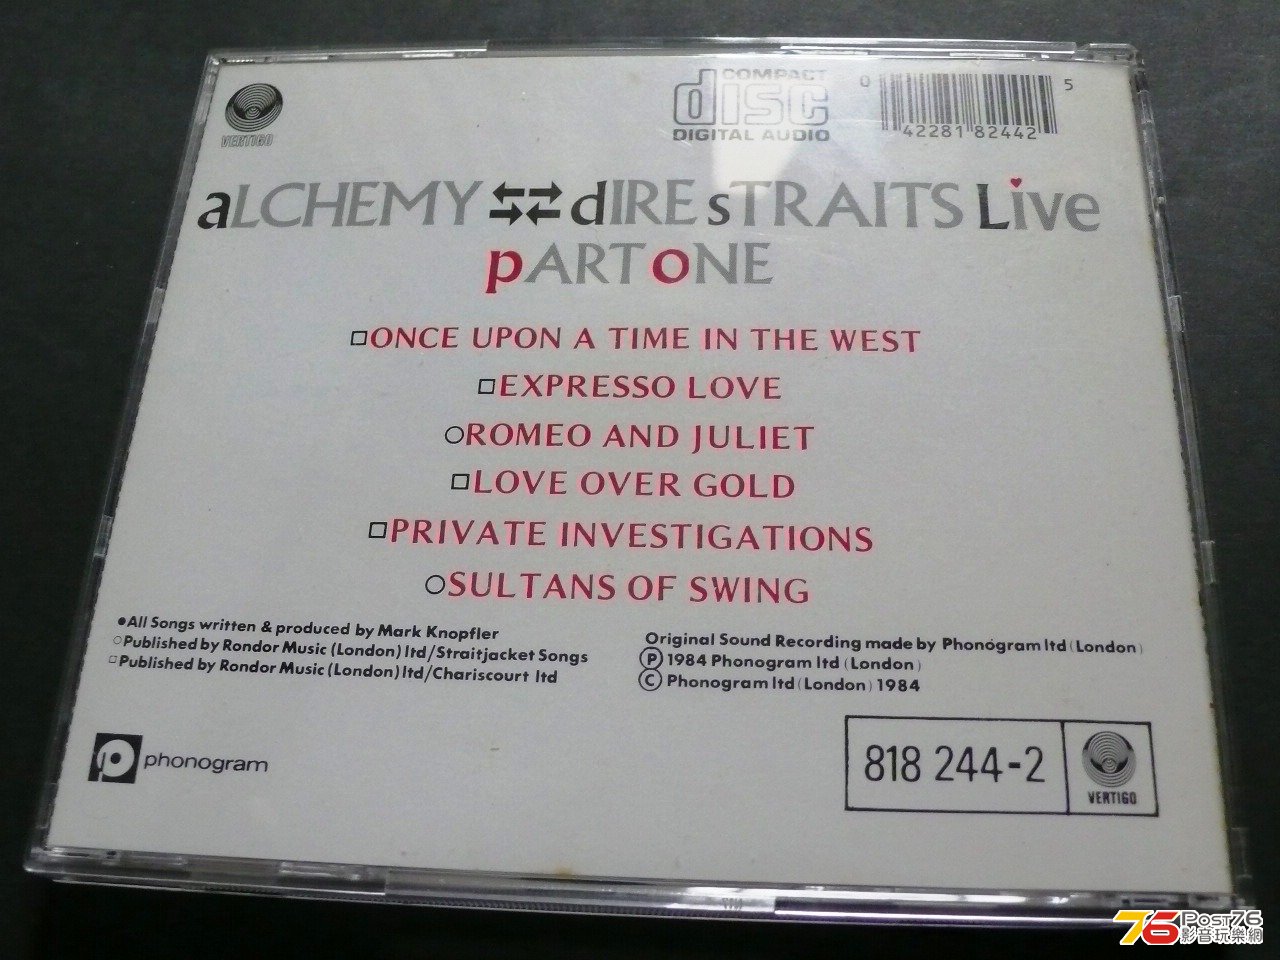 VERTIGO
COMPACT
disc
DIGITAL AUDIO
0 42281 82442 5
aLCHEMY dIRE sTRAITS Live
pART oNE
□ONCE UPON A TIME IN THE WEST
□EXPRESSO LOVE
○ROMEO AND JULIET
□LOVE OVER GOLD
□PRIVATE INVESTIGATIONS
○SULTANS OF SWING
●All Songs written & produced by Mark Knopfler
○Published by Rondor Music (London) ltd/Straitjacket Songs
□Published by Rondor Music (London) ltd/Chariscourt ltd
Original Sound Recording made by Phonogram ltd (London)
Ⓟ 1984 Phonogram ltd (London)
Ⓒ Phonogram ltd (London) 1984
phonogram
818 244-2
VERTIGO
76 Post76
影音玩樂網